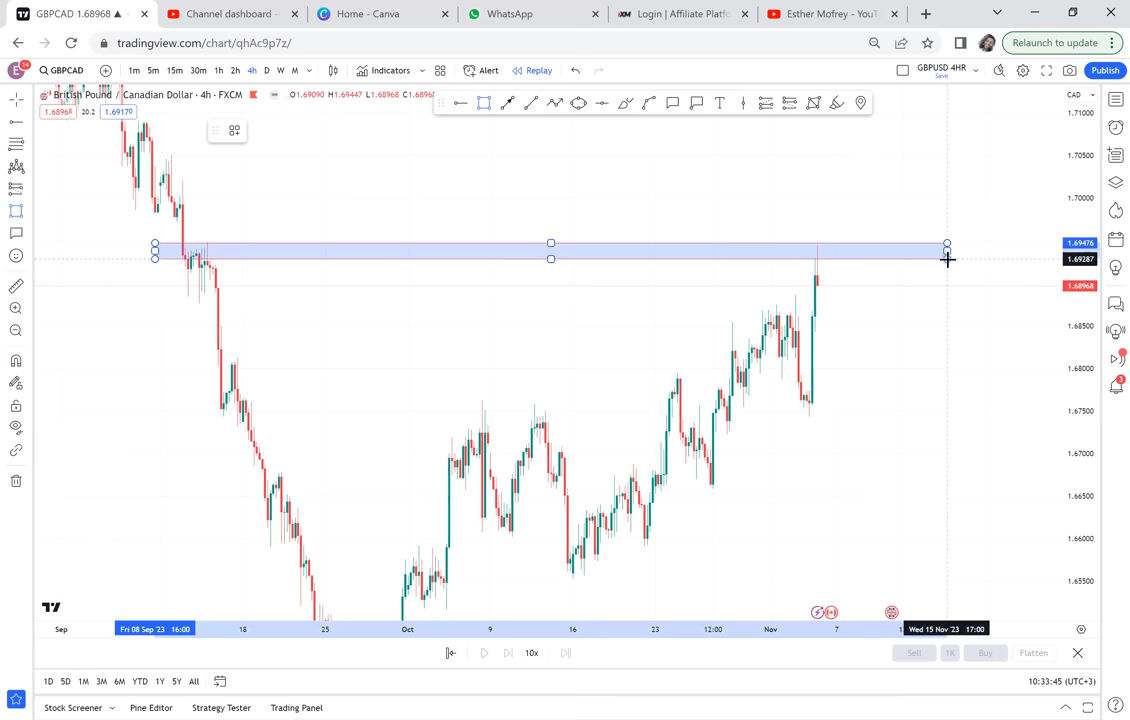 GBPCAD 1.68968 ▲
Channel dashboard
Home - Canva
WhatsApp
Login | Affiliate Platf
Esther Mofrey - YouT
tradingview.com/chart/qhAc9p7z/
Relaunch to update
E 14 GBPCAD 1m 5m 15m 30m 1h 2h 4h D W M Indicators Alert Replay GBPUSD 4HR Save Publish
British Pound / Canadian Dollar · 4h · FXCM O1.69090 H1.69447 L1.68968 C1.6896
1.68968 20.2 1.69170
CAD
1.71000
1.70500
1.70000
1.69476
1.69287
1.68968
1.68500
1.68000
1.67500
1.67000
1.66500
1.66000
1.65500
3
Sep Fri 08 Sep '23 16:00 18 25 Oct 9 16 23 12:00 Nov 7 Wed 15 Nov '23 17:00
10x Sell 1K Buy Flatten
1D 5D 1M 3M 6M YTD 1Y 5Y All 10:33:45 (UTC+3)
Stock Screener Pine Editor Strategy Tester Trading Panel